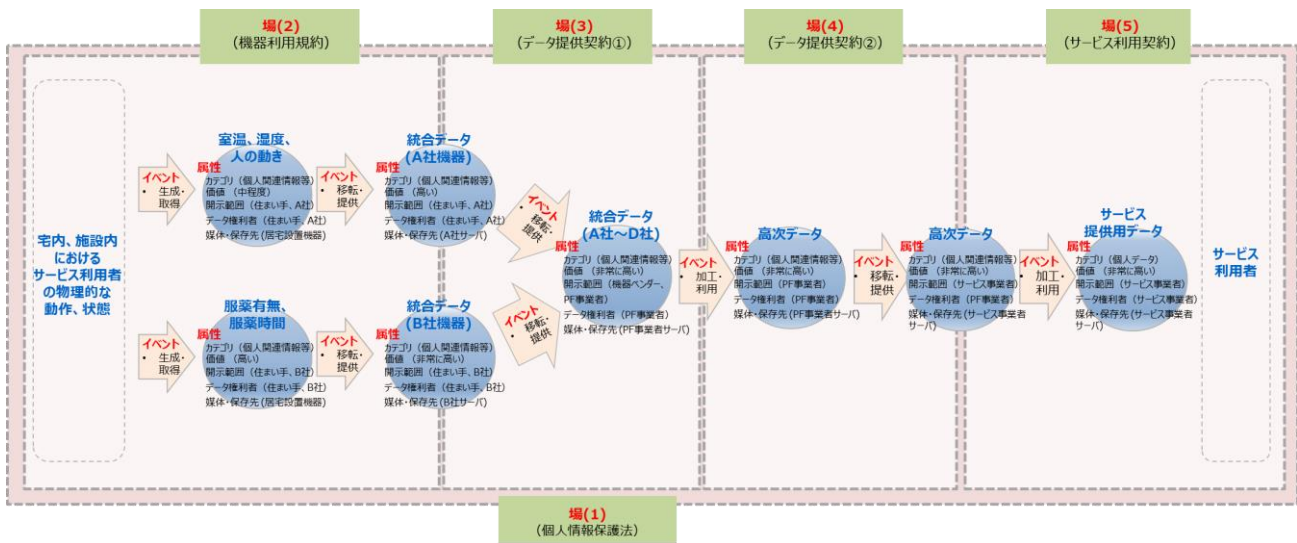 場(2)
（機器利用規約）
場(3)
（データ提供契約①）
場(4)
（データ提供契約②）
場(5)
（サービス利用契約）
宅内、施設内
における
サービス利用者
の物理的な
動作、状態
イベント
• 生成・
取得
室温、湿度、
人の動き
属性
カテゴリ（個人関連情報等）
価値 （中程度）
開示範囲（住まい手、A社）
データ権利者（住まい手、A社）
媒体・保存先（居宅設置機器）
イベント
• 移転・
提供
統合データ
(A社機器)
属性
カテゴリ（個人関連情報等）
価値 （高い）
開示範囲（住まい手、A社）
データ権利者（住まい手、A社）
媒体・保存先（A社サーバ）
イベント
• 移転・
提供
イベント
• 生成・
取得
服薬有無、
服薬時間
属性
カテゴリ（個人関連情報等）
価値 （高い）
開示範囲（住まい手、B社）
データ権利者（住まい手、B社）
媒体・保存先（居宅設置機器）
イベント
• 移転・
提供
統合データ
(B社機器)
属性
カテゴリ（個人関連情報等）
価値 （非常に高い）
開示範囲（住まい手、B社）
データ権利者（住まい手、B社）
媒体・保存先（B社サーバ）
イベント
• 移転・
提供
統合データ
(A社～D社)
属性
カテゴリ（個人関連情報等）
価値 （非常に高い）
開示範囲（機器ベンダー、
PF事業者）
データ権利者（PF事業者）
媒体・保存先（PF事業者サーバ）
イベント
• 加工・
利用
高次データ
属性
カテゴリ（個人関連情報等）
価値 （非常に高い）
開示範囲（PF事業者）
データ権利者（PF事業者）
媒体・保存先（PF事業者サーバ）
イベント
• 移転・
提供
高次データ
属性
カテゴリ（個人関連情報等）
価値 （非常に高い）
開示範囲（サービス事業者）
データ権利者（PF事業者）
媒体・保存先（サービス事業者
サーバ）
イベント
• 加工・
利用
サービス
提供用データ
属性
カテゴリ（個人データ）
価値 （非常に高い）
開示範囲（サービス事業者）
データ権利者（サービス事業者）
媒体・保存先（サービス事業者
サーバ）
サービス
利用者
場(1)
（個人情報保護法）